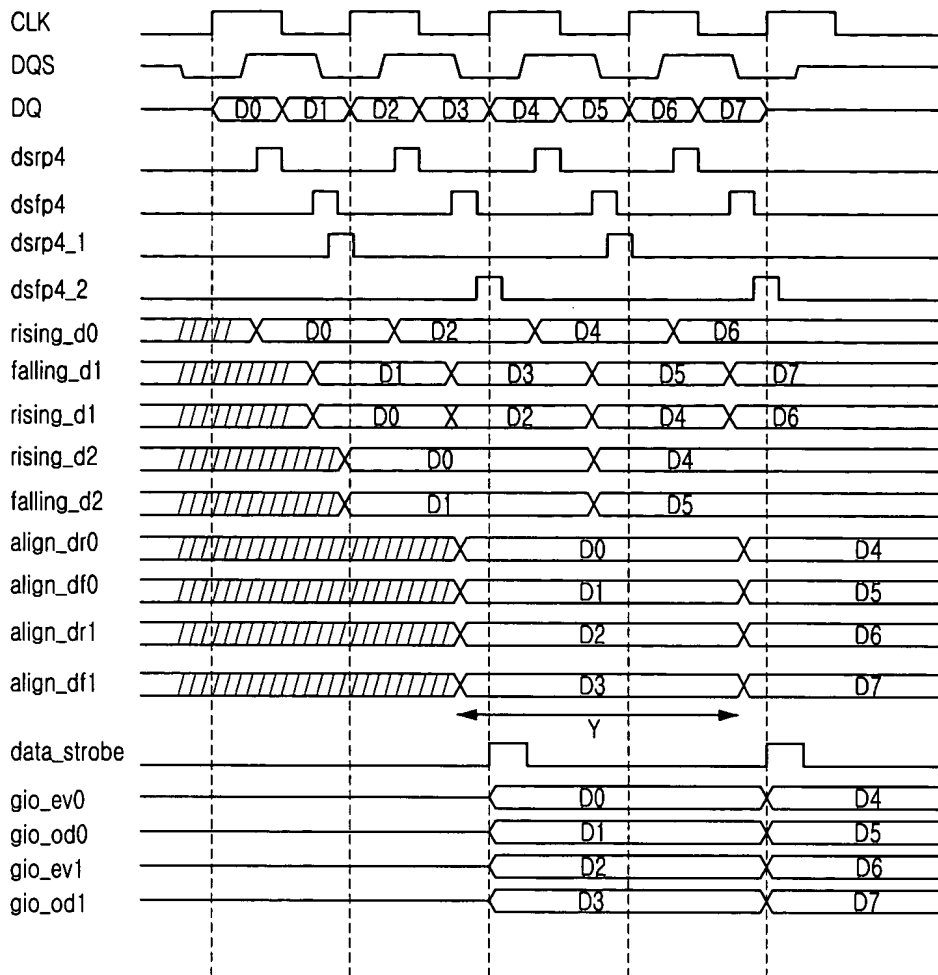 CLK
DQS
DQ D0 D1 D2 D3 D4 D5 D6 D7
dsrp4
dsfp4
dsrp4_1
dsfp4_2
rising_d0 D0 D2 D4 D6
falling_d1 D1 D3 D5 D7
rising_d1 D0 D2 D4 D6
rising_d2 D0 D4
falling_d2 D1 D5
align_dr0 D0 D4
align_df0 D1 D5
align_dr1 D2 D6
align_df1 D3 D7
Y
data_strobe
gio_ev0 D0 D4
gio_od0 D1 D5
gio_ev1 D2 D6
gio_od1 D3 D7